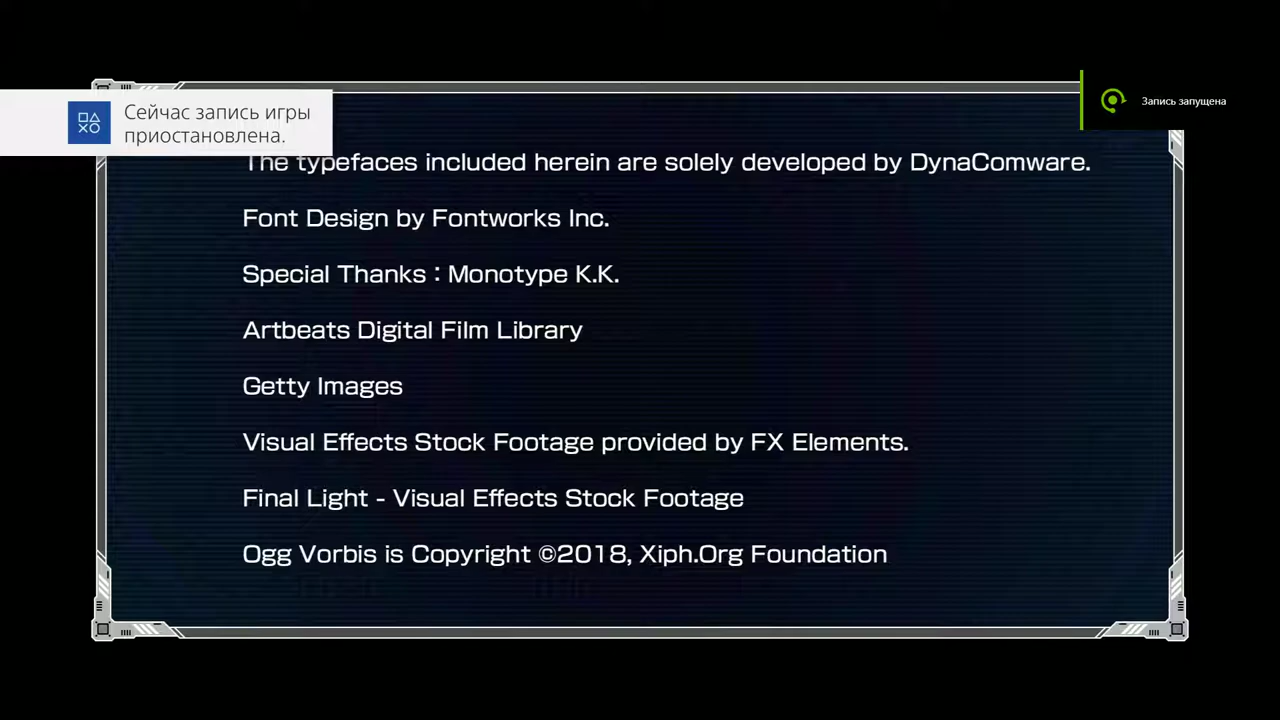 Сейчас запись игры
приостановлена.
Запись запущена
The typefaces included herein are solely developed by DynaComware.
Font Design by Fontworks Inc.
Special Thanks : Monotype K.K.
Artbeats Digital Film Library
Getty Images
Visual Effects Stock Footage provided by FX Elements.
Final Light - Visual Effects Stock Footage
Ogg Vorbis is Copyright ©2018, Xiph.Org Foundation